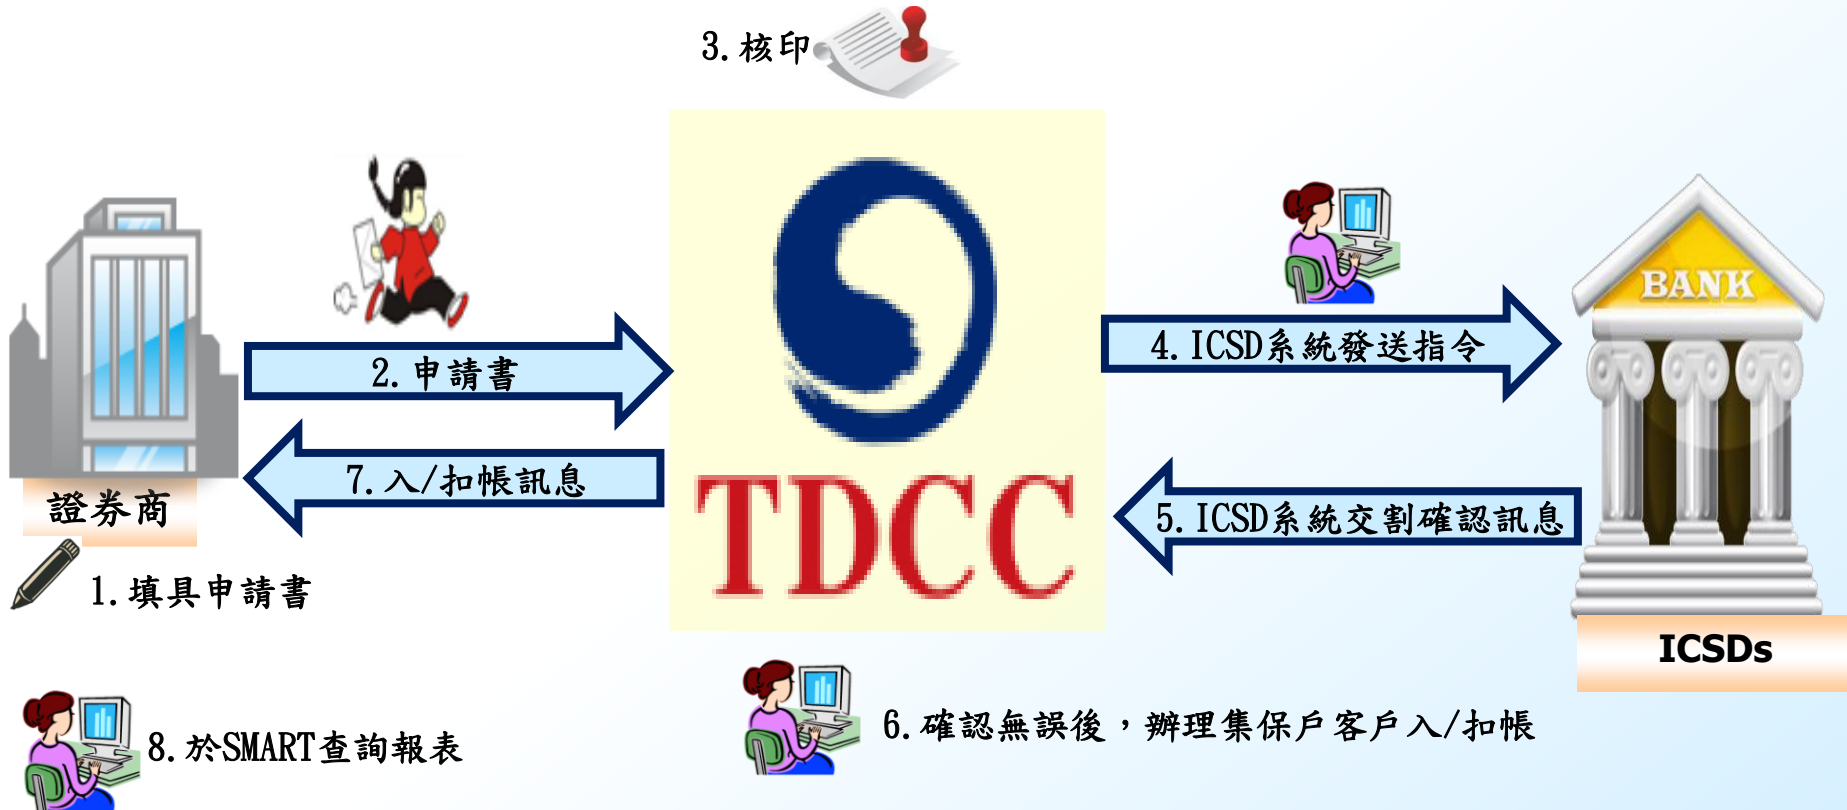 3.核印
BANK
2.申請書
4.ICSD系統發送指令
7.入/扣帳訊息
證券商
TDCC
5.ICSD系統交割確認訊息
1.填具申請書
ICSDs
6.確認無誤後，辦理集保戶客戶入/扣帳
8.於SMART查詢報表